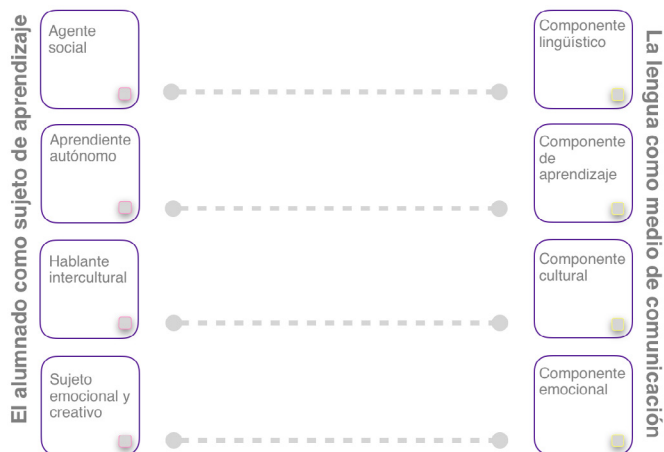 El alumnado como sujeto de aprendizaje
Agente
social
Componente
lingüístico
Aprendiente
autónomo
Componente
de
aprendizaje
Hablante
intercultural
Componente
cultural
Sujeto
emocional y
creativo
Componente
emocional
La lengua como medio de comunicación